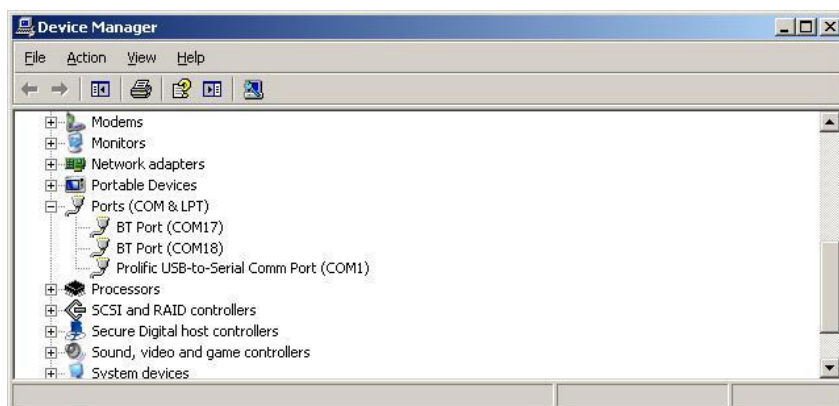 Device Manager
File Action View Help
Modems
Monitors
Network adapters
Portable Devices
Ports (COM & LPT)
BT Port (COM17)
BT Port (COM18)
Prolific USB-to-Serial Comm Port (COM1)
Processors
SCSI and RAID controllers
Secure Digital host controllers
Sound, video and game controllers
System devices